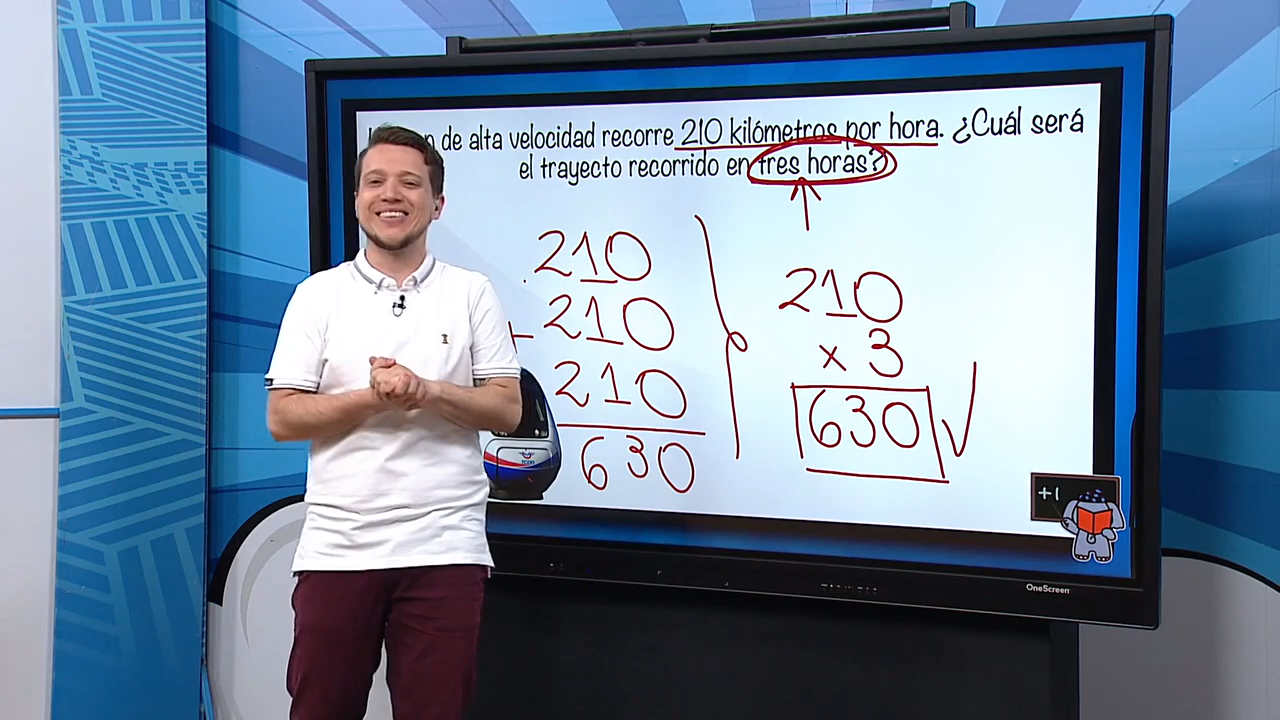 de alta velocidad recorre 210 kilómetros por hora. ¿Cuál será
el trayecto recorrido en tres horas?
210
+ 210
210
630
210
x 3
630
+1
OneScreen